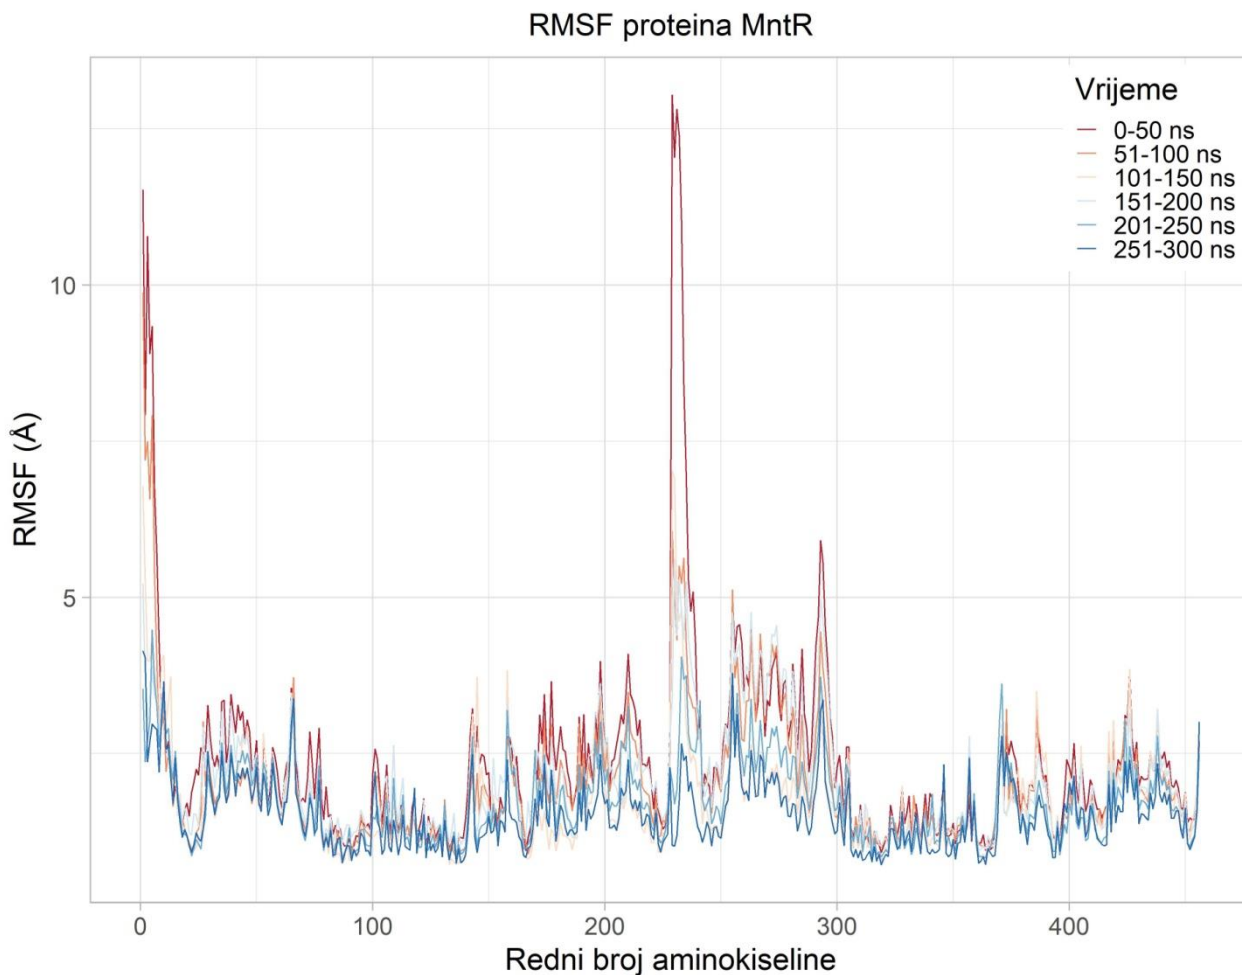 RMSF proteina MntR
Vrijeme
0-50 ns
51-100 ns
101-150 ns
151-200 ns
201-250 ns
251-300 ns
10
5
RMSF (Å)
0
100
200
300
400
Redni broj aminokiseline